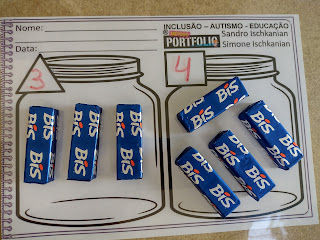 Nome:
Data:
INCLUSÃO – AUTISMO - EDUCAÇÃO
PORTFOLIO
Sandro Ischkanian
Simone Ischkanian
3
4
BIS
BIS
BIS
BIS
BIS
BIS
BIS
BIS
BIS
BIS
BIS
BIS
BIS
BIS